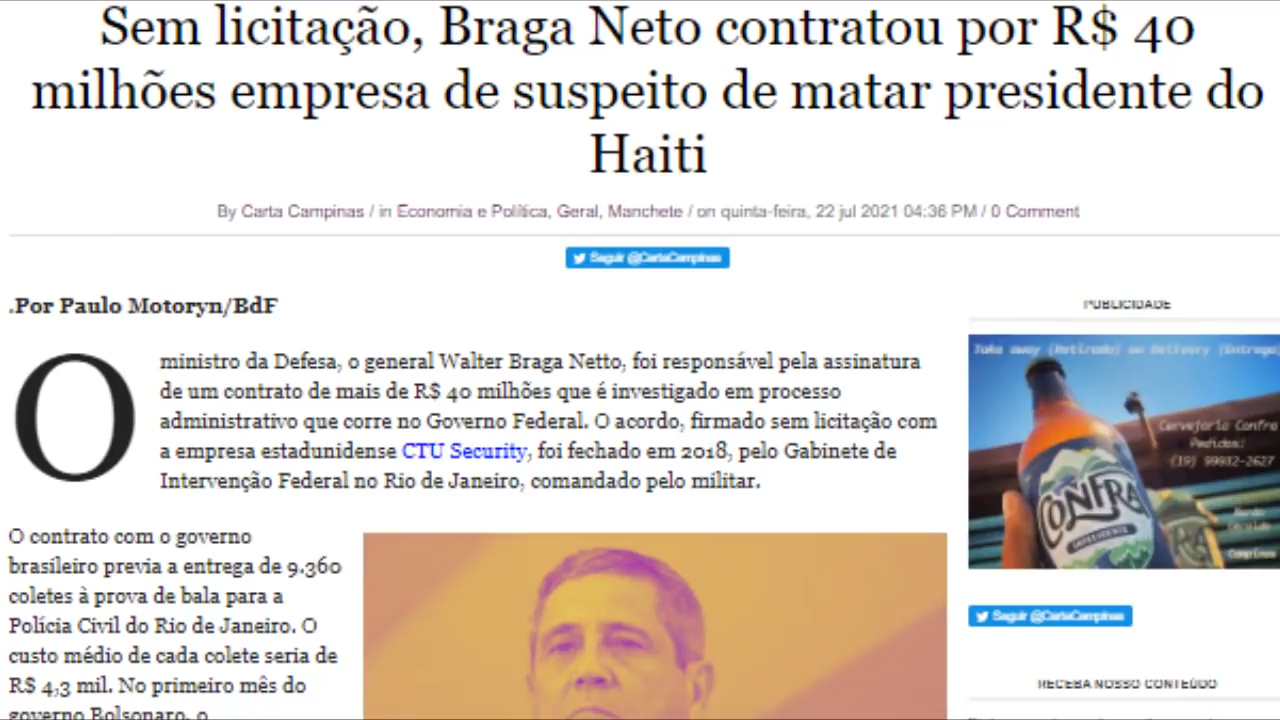 Sem licitação, Braga Neto contratou por R$ 40
milhões empresa de suspeito de matar presidente do
Haiti
By Carta Campinas / in Economia e Política, Geral, Manchete / on quinta-feira, 22 jul 2021 04:36 PM / 0 Comment
Seguir @CartaCampinas
.Por Paulo Motoryn/BdF
O ministro da Defesa, o general Walter Braga Netto, foi responsável pela assinatura
de um contrato de mais de R$ 40 milhões que é investigado em processo
administrativo que corre no Governo Federal. O acordo, firmado sem licitação com
a empresa estadunidense CTU Security, foi fechado em 2018, pelo Gabinete de
Intervenção Federal no Rio de Janeiro, comandado pelo militar.
O contrato com o governo
brasileiro previa a entrega de 9.360
coletes à prova de bala para a
Polícia Civil do Rio de Janeiro. O
custo médio de cada colete seria de
R$ 4,3 mil. No primeiro mês do
governo Bolsonaro, o
PUBLICIDADE
Take away (Retirada) ou Delivery (Entrega)
Cervejaria Confra
Pedidos:
(19) 99932-2627
CONFRA
Campinas
Seguir @CartaCampinas
RECEBA NOSSO CONTEÚDO